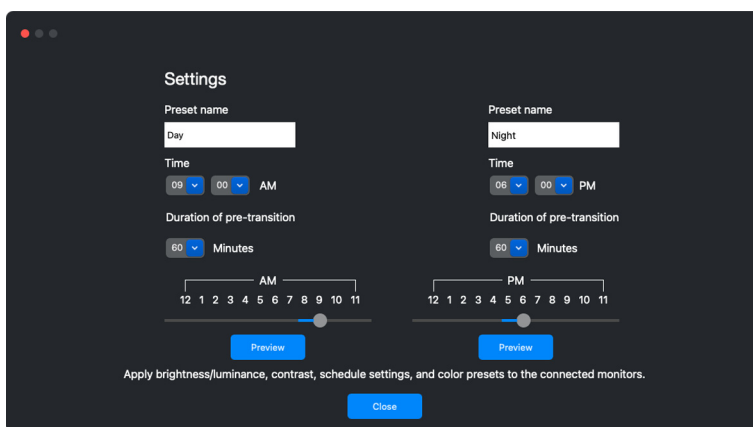 Settings
Preset name
Day
Time
09 00 AM
Duration of pre-transition
60 Minutes
AM
12 1 2 3 4 5 6 7 8 9 10 11
Preview
Preset name
Night
Time
06 00 PM
Duration of pre-transition
60 Minutes
PM
12 1 2 3 4 5 6 7 8 9 10 11
Preview
Apply brightness/luminance, contrast, schedule settings, and color presets to the connected monitors.
Close